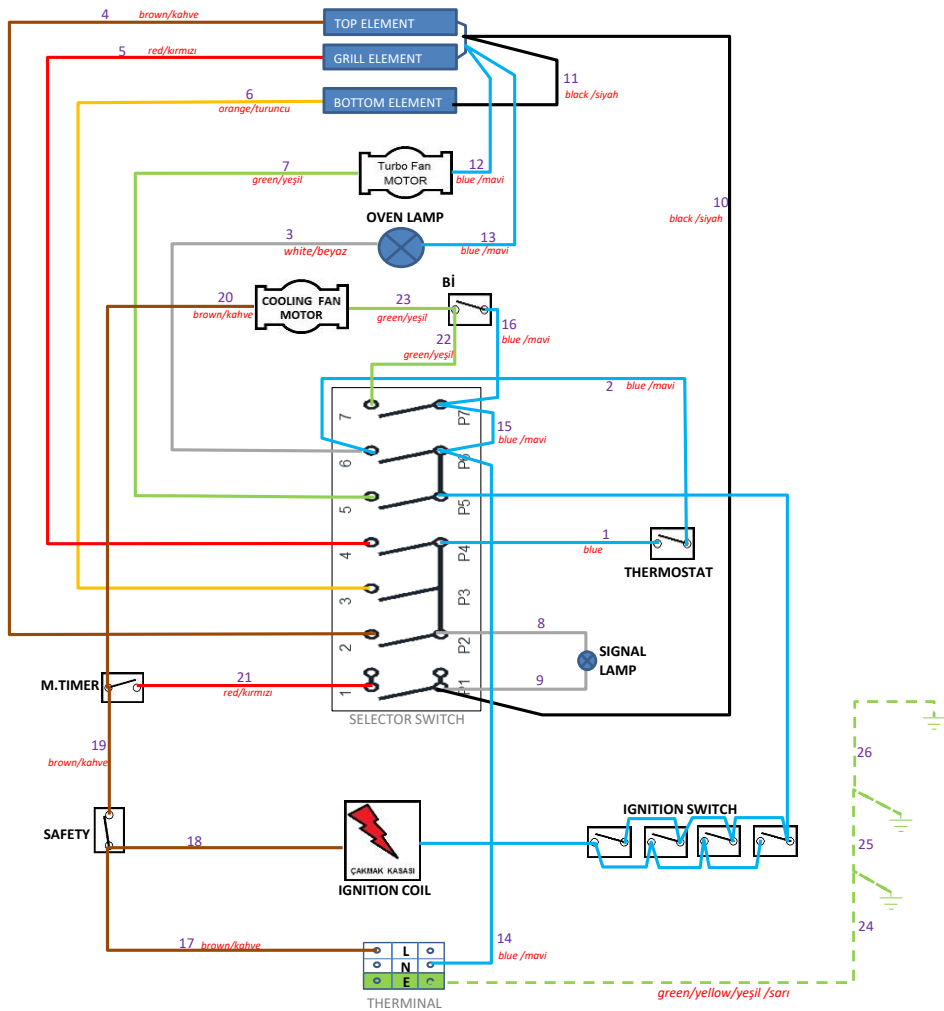 4 brown/kahve
TOP ELEMENT
5 red/kırmızı
GRILL ELEMENT
11
black /siyah
6
orange/turuncu
BOTTOM ELEMENT
7
green/yeşil
Turbo Fan
MOTOR
12
blue /mavi
10
black /siyah
OVEN LAMP
3
white/beyaz
13
blue /mavi
Bİ
20
brown/kahve
COOLING FAN
MOTOR
23
green/yeşil
16
blue /mavi
22
green/yeşil
2 blue /mavi
7
P7
15
blue /mavi
6
P6
5
P5
4
P4
1
blue
THERMOSTAT
3
P3
2
P2
8
SIGNAL
LAMP
9
M.TIMER
21
red/kırmızı
1
P1
SELECTOR SWITCH
19
brown/kahve
26
SAFETY
18
ÇAKMAK KASASI
IGNITION COIL
IGNITION SWITCH
25
24
17 brown/kahve
14
blue /mavi
L
N
E
THERMINAL
green/yellow/yeşil /sarı